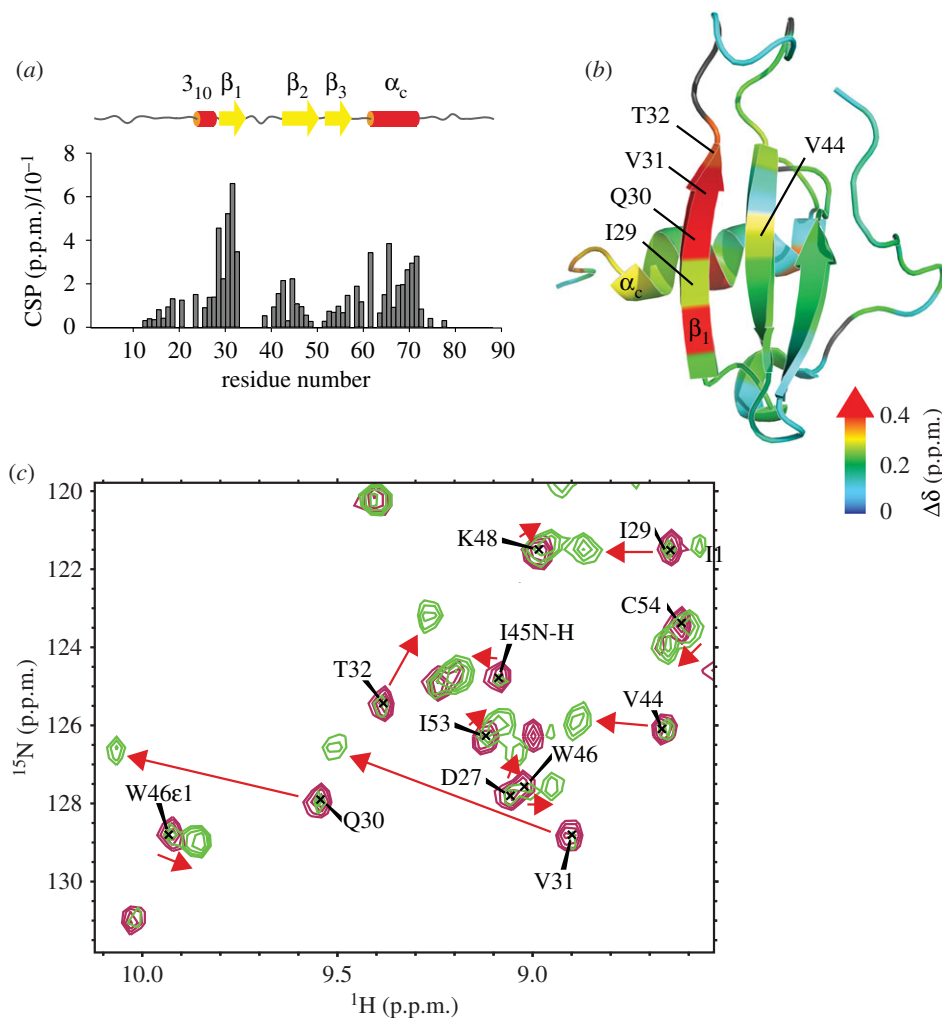 (a)
3₁₀ β₁ β₂ β₃ α_c
8
6
4
2
0
CSP (p.p.m.)/10⁻¹
10 20 30 40 50 60 70 80 90
residue number
(b)
T32
V31
Q30
I29
V44
α_c
β₁
0.4
0.2
0
Δδ (p.p.m.)
(c)
120
122
124
126
128
130
¹⁵N (p.p.m.)
K48
I29
I1
C54
T32
I45N-H
I53
V44
W46
D27
Q30
W46ε1
V31
10.0 9.5 9.0
¹H (p.p.m.)